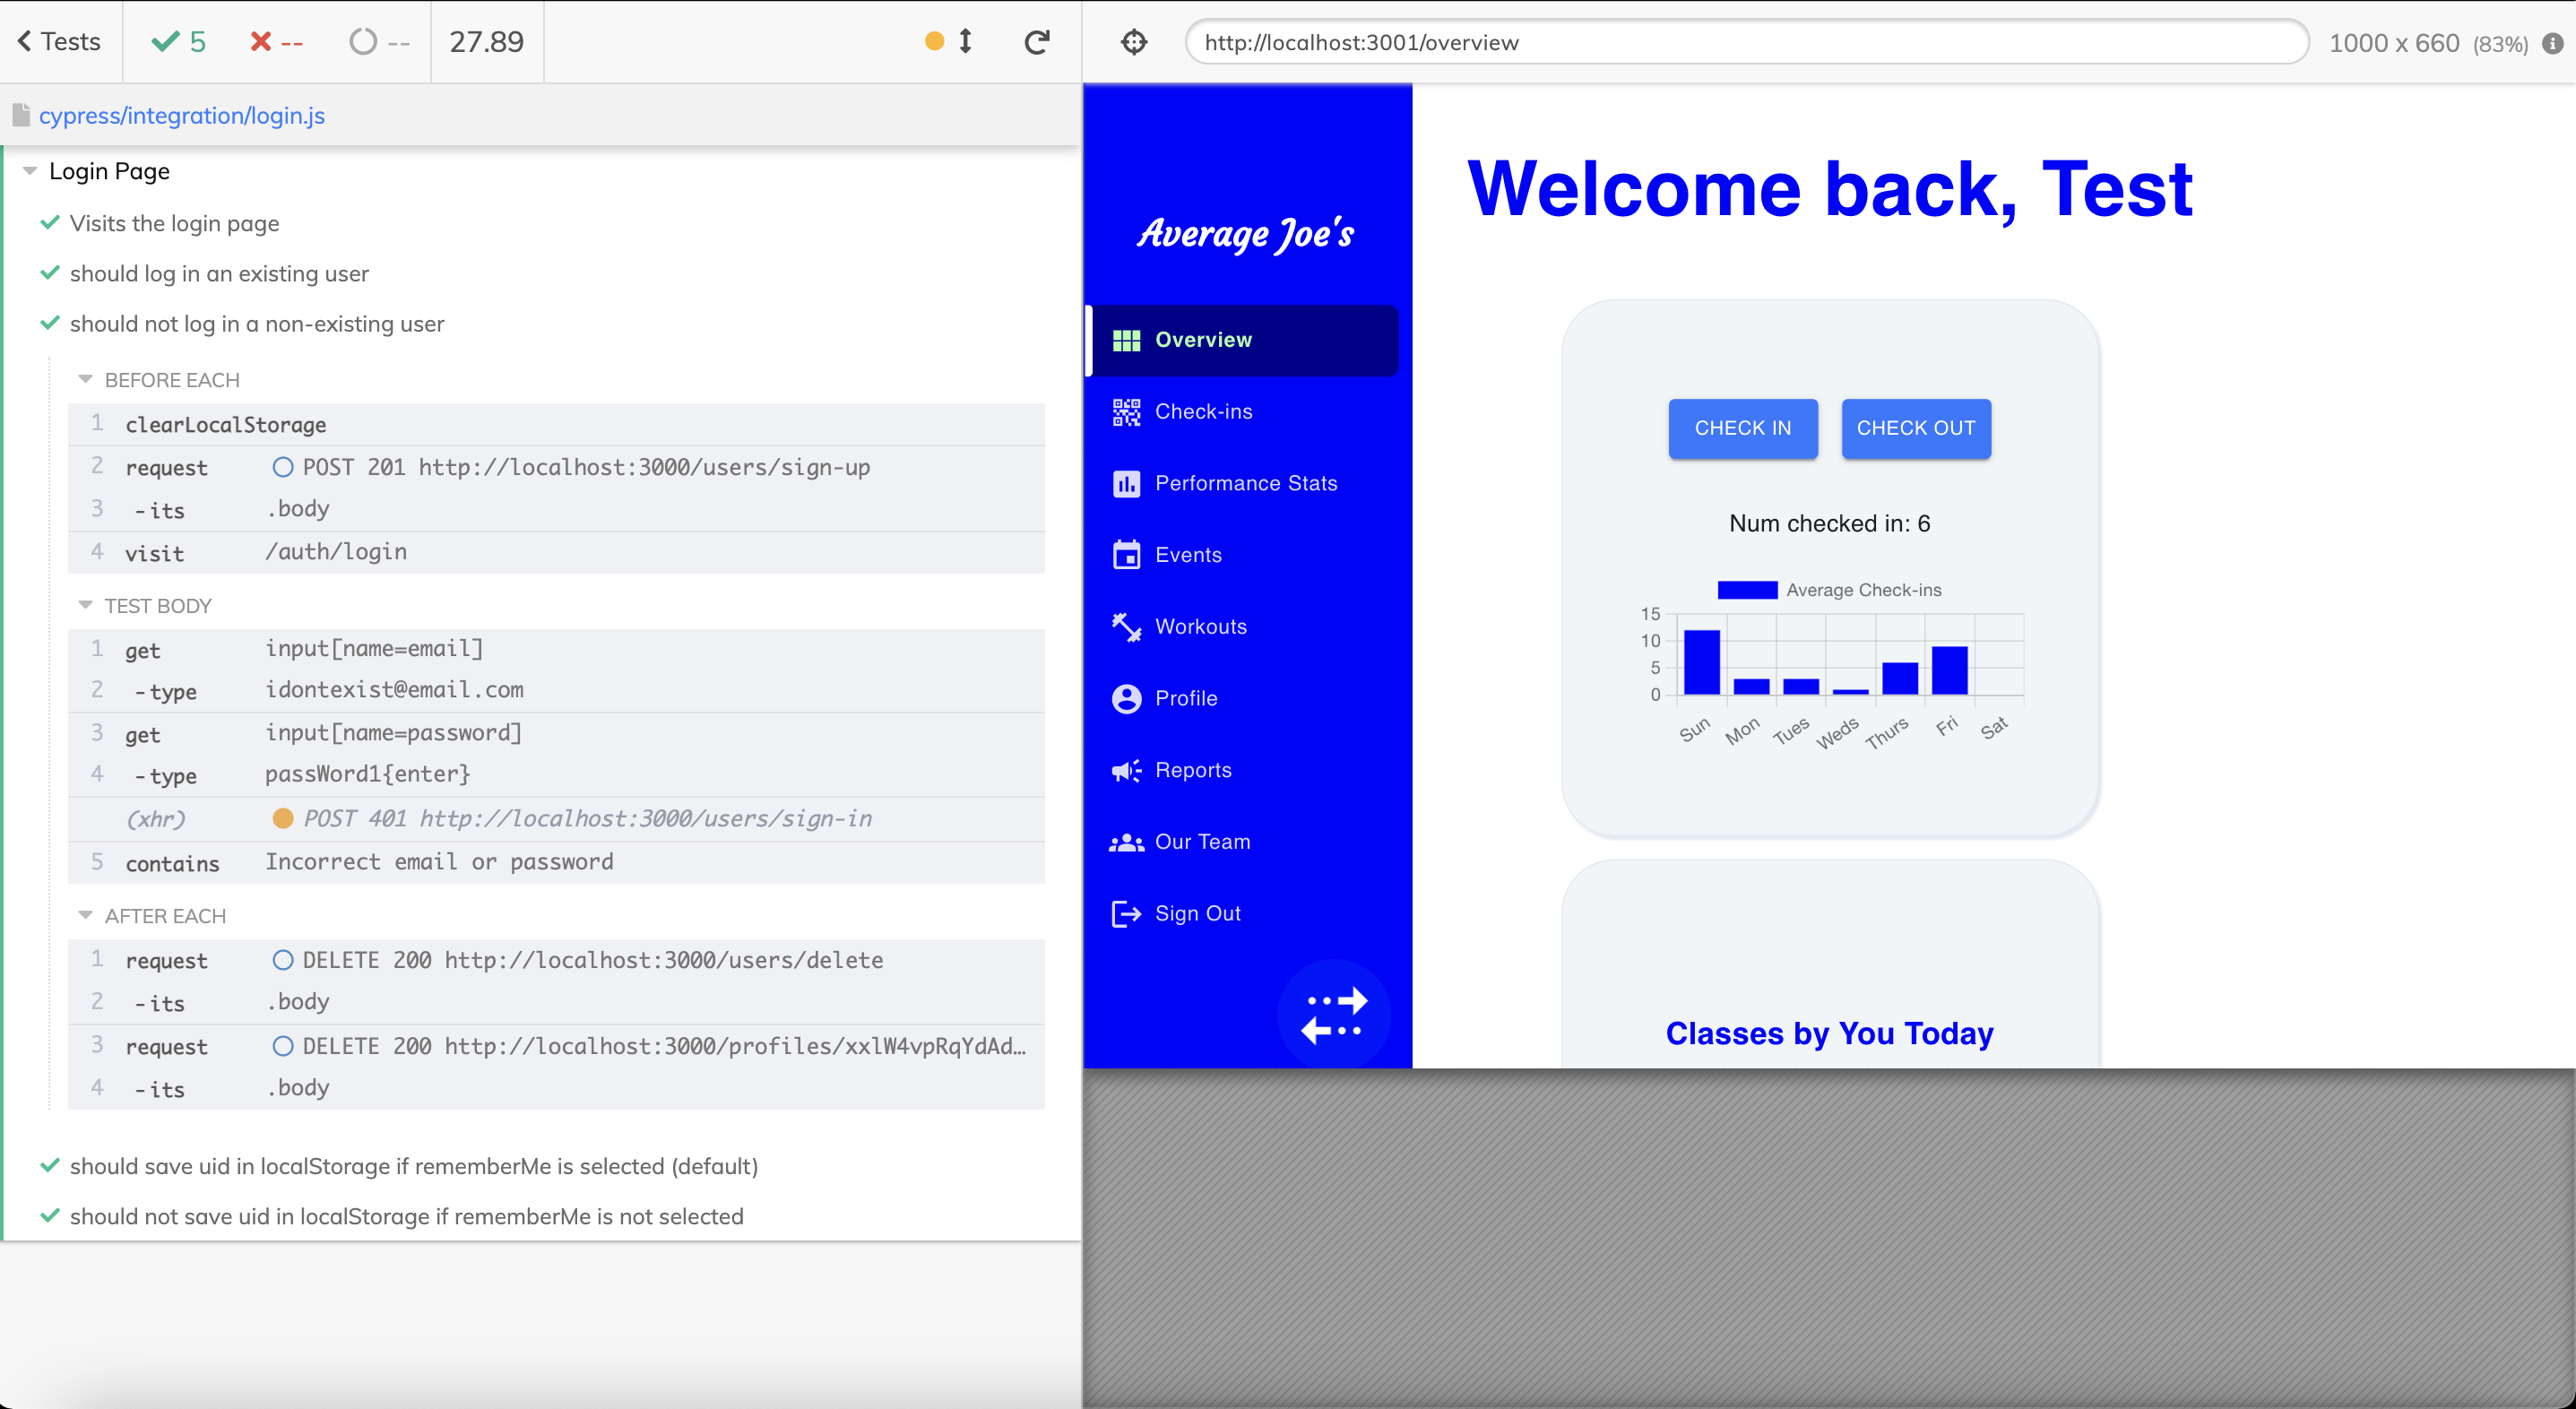 Tests 5 -- -- 27.89
cypress/integration/login.js
Login Page
Visits the login page
should log in an existing user
should not log in a non-existing user
BEFORE EACH
1 clearLocalStorage
2 request POST 201 http://localhost:3000/users/sign-up
3 -its .body
4 visit /auth/login
TEST BODY
1 get input[name=email]
2 -type idontexist@email.com
3 get input[name=password]
4 -type passWord1{enter}
(xhr) POST 401 http://localhost:3000/users/sign-in
5 contains Incorrect email or password
AFTER EACH
1 request DELETE 200 http://localhost:3000/users/delete
2 -its .body
3 request DELETE 200 http://localhost:3000/profiles/xxlW4vpRqYdAd…
4 -its .body
should save uid in localStorage if rememberMe is selected (default)
should not save uid in localStorage if rememberMe is not selected
http://localhost:3001/overview 1000 x 660 (83%)
Average Joe's
Overview
Check-ins
Performance Stats
Events
Workouts
Profile
Reports
Our Team
Sign Out
Welcome back, Test
CHECK IN CHECK OUT
Num checked in: 6
Average Check-ins
15
10
5
0
Sun Mon Tues Weds Thurs Fri Sat
Classes by You Today